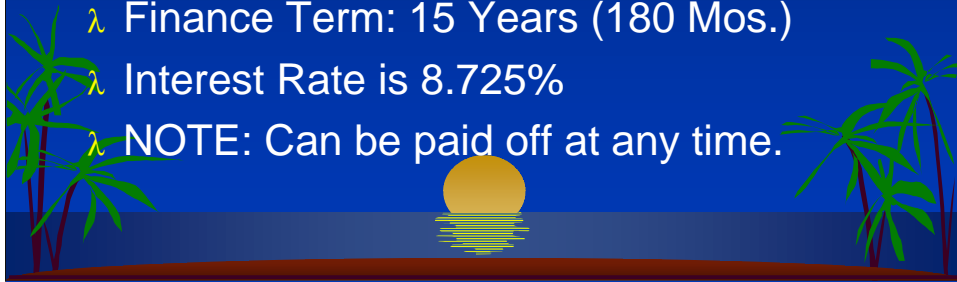 λ Finance Term: 15 Years (180 Mos.)
λ Interest Rate is 8.725%
λ NOTE: Can be paid off at any time.